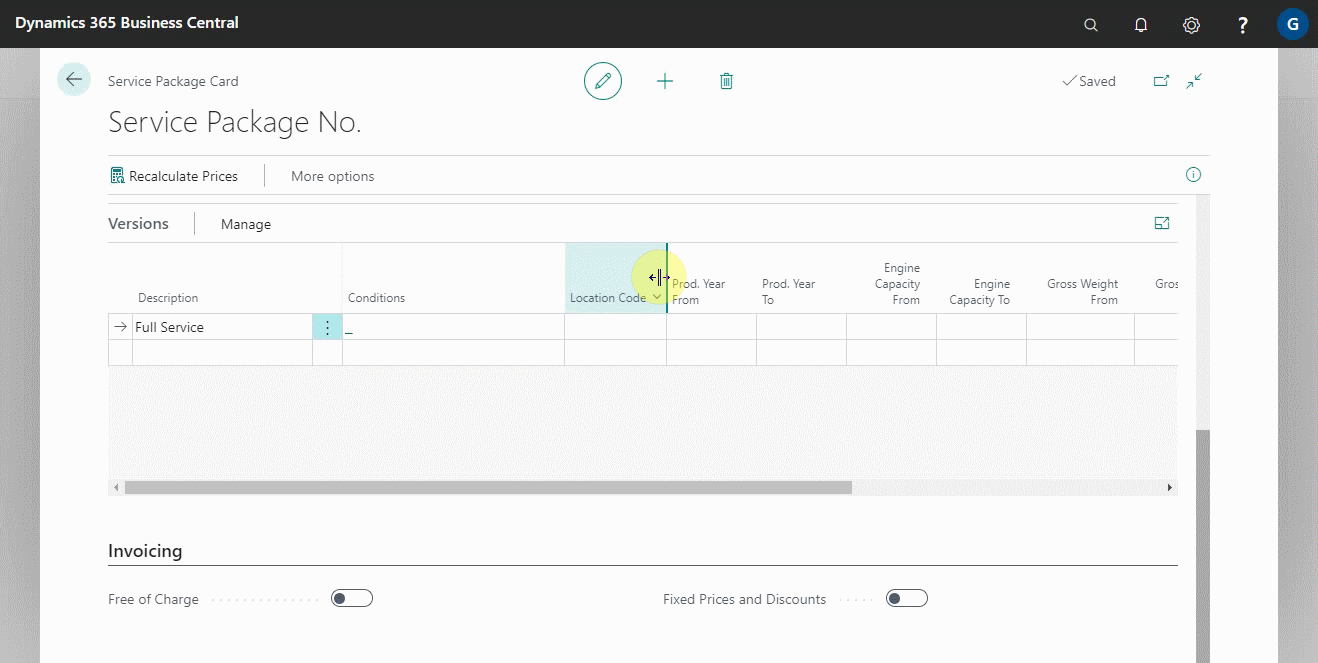 Dynamics 365 Business Central
?
G
Service Package Card
Saved
Service Package No.
Recalculate Prices
More options
Versions
Manage
Description
Conditions
Location Code
Prod. Year
From
Prod. Year
To
Engine
Capacity
From
Engine
Capacity To
Gross Weight
From
Gros
Full Service
_
Invoicing
Free of Charge
Fixed Prices and Discounts